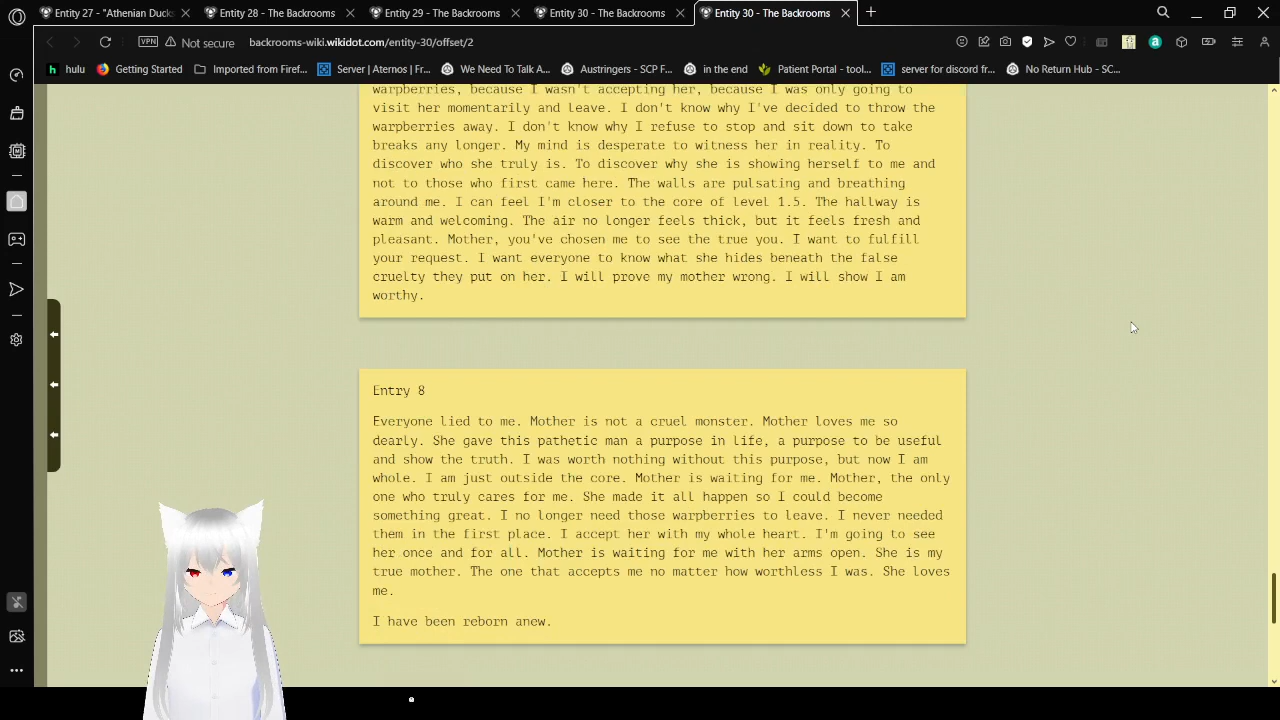 Entity 27 - "Athenian Ducks
Entity 28 - The Backrooms
Entity 29 - The Backrooms
Entity 30 - The Backrooms
Entity 30 - The Backrooms
VPN
Not secure
backrooms-wiki.wikidot.com/entity-30/offset/2
hulu
Getting Started
Imported from Firef...
Server | Aternos | Fr...
We Need To Talk A...
Austringers - SCP F...
in the end
Patient Portal - tool...
server for discord fr...
No Return Hub - SC...
warpberries, because I wasn't accepting her, because I was only going to
visit her momentarily and leave. I don't know why I've decided to throw the
warpberries away. I don't know why I refuse to stop and sit down to take
breaks any longer. My mind is desperate to witness her in reality. To
discover who she truly is. To discover why she is showing herself to me and
not to those who first came here. The walls are pulsating and breathing
around me. I can feel I'm closer to the core of level 1.5. The hallway is
warm and welcoming. The air no longer feels thick, but it feels fresh and
pleasant. Mother, you've chosen me to see the true you. I want to fulfill
your request. I want everyone to know what she hides beneath the false
cruelty they put on her. I will prove my mother wrong. I will show I am
worthy.
Entry 8
Everyone lied to me. Mother is not a cruel monster. Mother loves me so
dearly. She gave this pathetic man a purpose in life, a purpose to be useful
and show the truth. I was worth nothing without this purpose, but now I am
whole. I am just outside the core. Mother is waiting for me. Mother, the only
one who truly cares for me. She made it all happen so I could become
something great. I no longer need those warpberries to leave. I never needed
them in the first place. I accept her with my whole heart. I'm going to see
her once and for all. Mother is waiting for me with her arms open. She is my
true mother. The one that accepts me no matter how worthless I was. She loves
me.
I have been reborn anew.